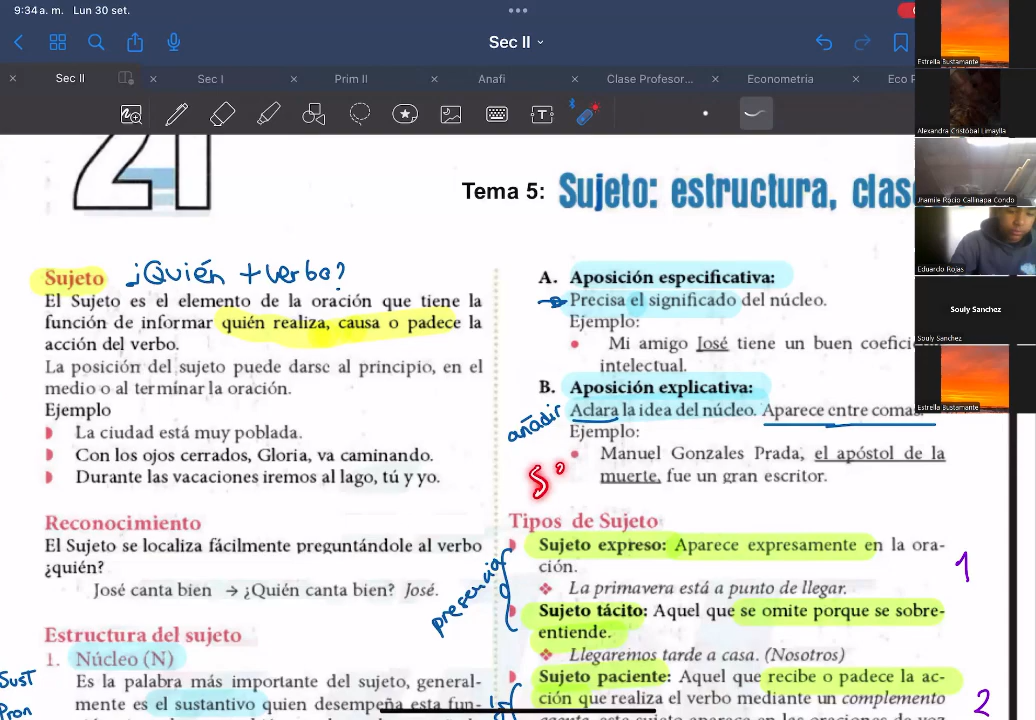 9:34 a. m. Lun 30 set.
Sec II
Sec II
Sec I
Prim II
Anafi
Clase Profesor...
Econometria
Eco P
21
Tema 5: Sujeto: estructura, clas
Sujeto ¿Quién + verbo?
El Sujeto es el elemento de la oración que tiene la
función de informar quién realiza, causa o padece la
acción del verbo.
La posición del sujeto puede darse al principio, en el
medio o al terminar la oración.
Ejemplo
La ciudad está muy poblada.
Con los ojos cerrados, Gloria, va caminando.
Durante las vacaciones iremos al lago, tú y yo.
Reconocimiento
El Sujeto se localiza fácilmente preguntándole al verbo
¿quién?
José canta bien → ¿Quién canta bien? José.
Estructura del sujeto
1. Núcleo (N)
Sust
Es la palabra más importante del sujeto, general-
mente es el sustantivo quien desempeña esta fun-
Pron
A. Aposición especificativa:
Precisa el significado del núcleo.
Ejemplo:
Mi amigo José tiene un buen coefici
intelectual.
B. Aposición explicativa:
añadir
Aclara la idea del núcleo. Aparece entre comas.
Ejemplo:
Manuel Gonzales Prada, el apóstol de la
muerte, fue un gran escritor.
Tipos de Sujeto
presencia
Sujeto expreso: Aparece expresamente en la ora-
ción.
1
La primavera está a punto de llegar.
Sujeto tácito: Aquel que se omite porque se sobre-
entiende.
Llegaremos tarde a casa. (Nosotros)
Sujeto paciente: Aquel que recibe o padece la ac-
ción que realiza el verbo mediante un complemento
2
Estrella Bustamante
Alexandra Cristóbal Limaylla
Jhamile Rocio Callinapa Condo
Eduardo Rojas
Souly Sanchez
Souly Sanchez
Estrella Bustamante